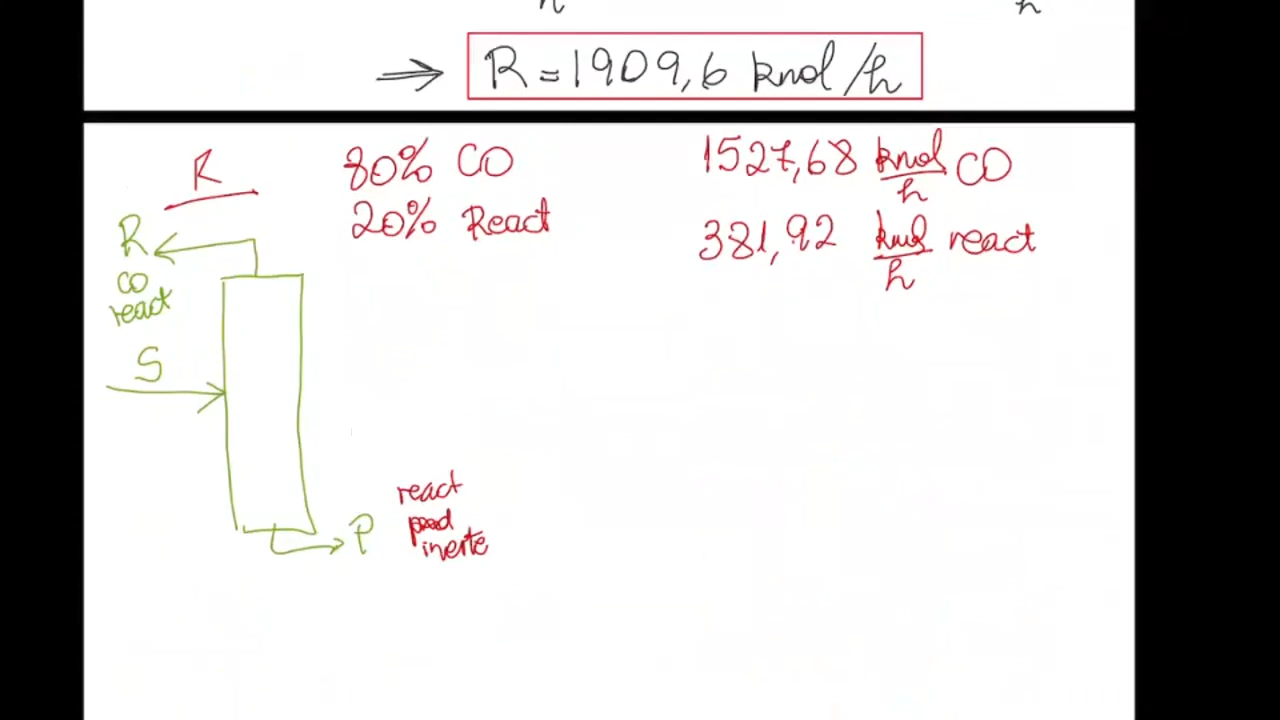 h h
⇒ R = 1909,6 kmol/h
R 80% CO 1527,68 kmol/h CO
20% React 381,92 kmol/h react
R
CO
react
S
react
P prod
inerte